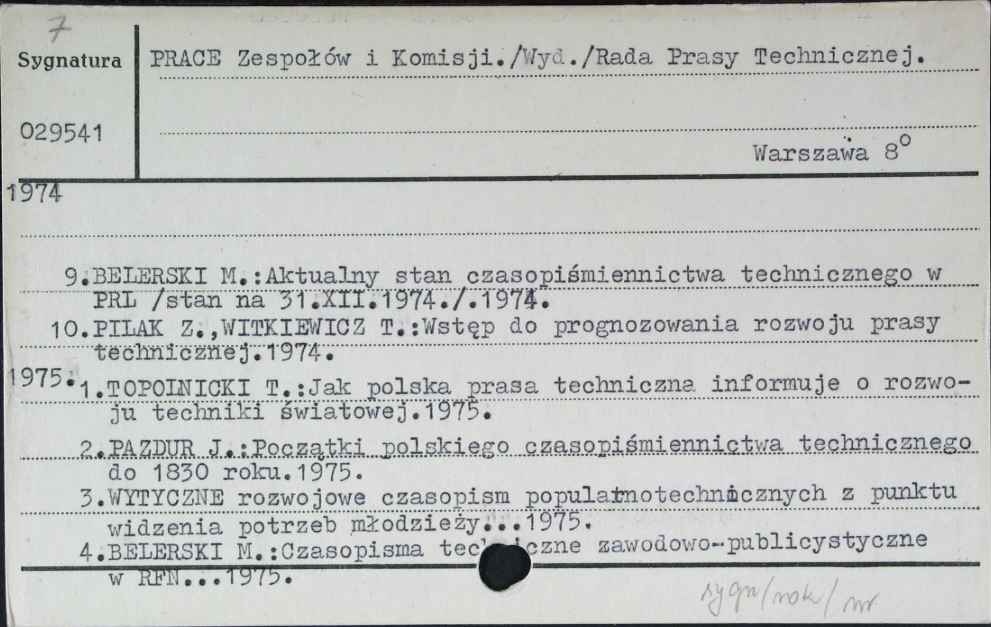 7
Sygnatura PRACE Zespołów i Komisji./Wyd./Rada Prasy Technicznej.
029541
Warszawa 8°
1974
9.BELERSKI M.:Aktualny stan czasopiśmiennictwa technicznego w
PRL /stan na 31.XII.1974./.1974.
10.PILAK Z.,WITKIEWICZ T.:Wstęp do prognozowania rozwoju prasy
technicznej.1974.
1975.1.TOPOLNICKI T.:Jak polska prasa techniczna informuje o rozwo-
ju techniki światowej.1975.
2.PAZDUR J.:Początki polskiego czasopiśmiennictwa technicznego
do 1830 roku.1975.
3.WYTYCZNE rozwojowe czasopism popularnotechnicznych z punktu
widzenia potrzeb młodzieży...1975.
4.BELERSKI M.:Czasopisma techniczne zawodowo-publicystyczne
w RFN...1975.
sygn/rok/nr